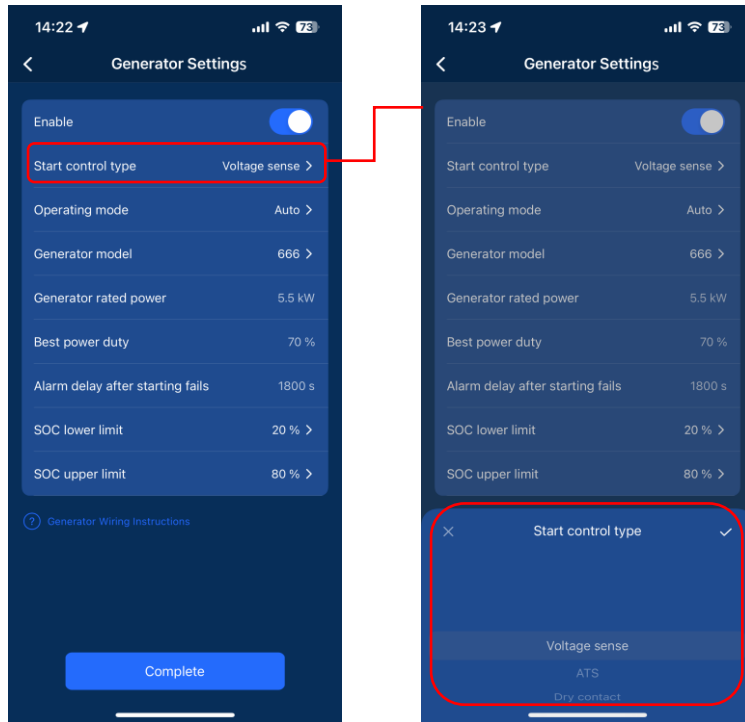 14:22
73
Generator Settings
Enable
Start control type Voltage sense
Operating mode Auto
Generator model 666
Generator rated power 5.5 kW
Best power duty 70 %
Alarm delay after starting fails 1800 s
SOC lower limit 20 %
SOC upper limit 80 %
? Generator Wiring Instructions
Complete
14:23
73
Generator Settings
Enable
Start control type Voltage sense
Operating mode Auto
Generator model 666
Generator rated power 5.5 kW
Best power duty 70 %
Alarm delay after starting fails 1800 s
SOC lower limit 20 %
SOC upper limit 80 %
Start control type
Voltage sense
ATS
Dry contact